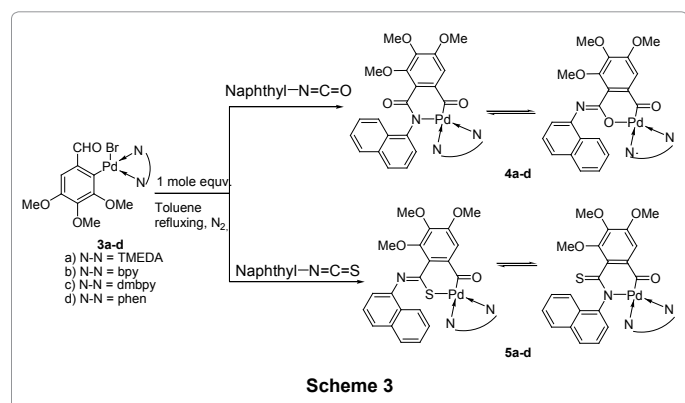 MeO OMe
MeO
O O
N Pd
N
N
4a-d
MeO OMe
MeO
N O
O Pd
N.
N
Naphthyl–N=C=O
CHO Br
Pd
N
N
MeO OMe
OMe
3a-d
a) N-N = TMEDA
b) N-N = bpy
c) N-N = dmbpy
d) N-N = phen
1 mole equv.
Toluene
refluxing, N2,
Naphthyl–N=C=S
MeO OMe
MeO
N O
S Pd
N
N
5a-d
MeO OMe
MeO
S O
N Pd
N
N
Scheme 3